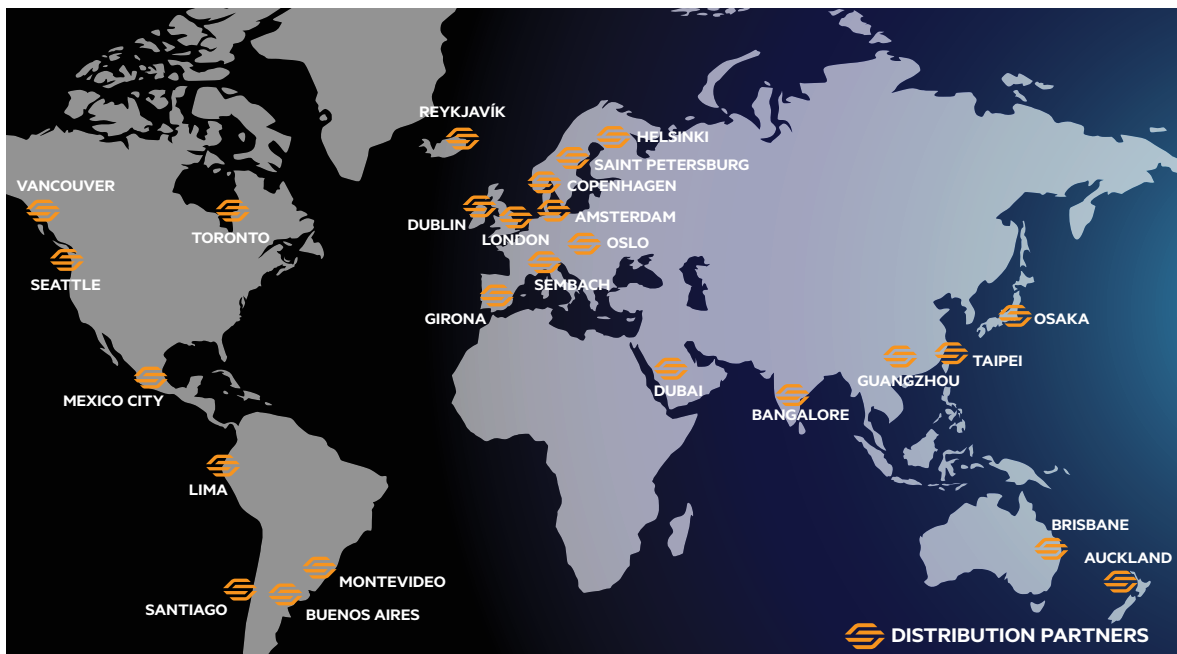 REYKJAVÍK
HELSINKI
SAINT PETERSBURG
COPENHAGEN
VANCOUVER
AMSTERDAM
DUBLIN
TORONTO
LONDON
OSLO
SEATTLE
SEMBACH
GIRONA
OSAKA
TAIPEI
GUANGZHOU
DUBAI
MEXICO CITY
BANGALORE
LIMA
BRISBANE
AUCKLAND
MONTEVIDEO
SANTIAGO
BUENOS AIRES
DISTRIBUTION PARTNERS